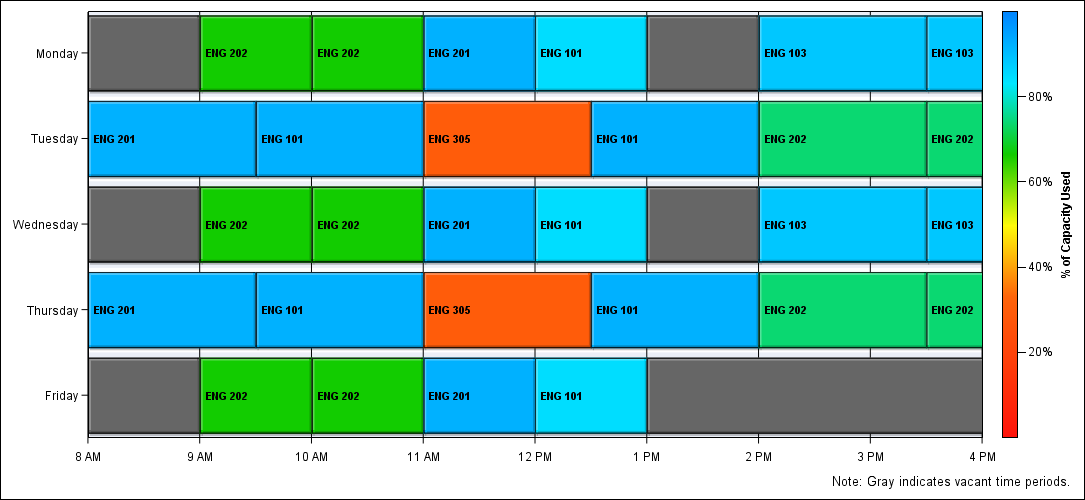 Monday ENG 202 ENG 202 ENG 201 ENG 101 ENG 103 ENG 103
80%
Tuesday ENG 201 ENG 101 ENG 305 ENG 101 ENG 202 ENG 202
60%
Wednesday ENG 202 ENG 202 ENG 201 ENG 101 ENG 103 ENG 103
% of Capacity Used
40%
Thursday ENG 201 ENG 101 ENG 305 ENG 101 ENG 202 ENG 202
20%
Friday ENG 202 ENG 202 ENG 201 ENG 101
8 AM 9 AM 10 AM 11 AM 12 PM 1 PM 2 PM 3 PM 4 PM
Note: Gray indicates vacant time periods.